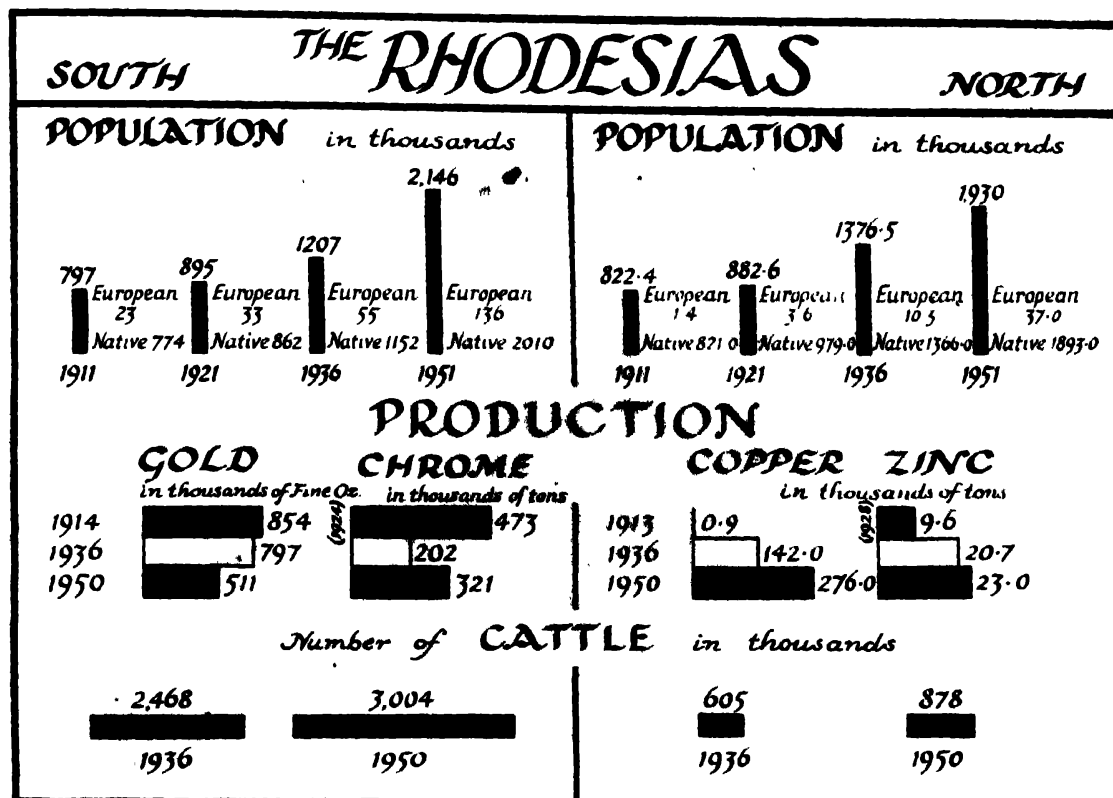 THE RHODESIAS
SOUTH
NORTH
POPULATION in thousands
797
895
1207
2,146
European 23
European 33
European 55
European 136
Native 774
Native 862
Native 1152
Native 2010
1911
1921
1936
1951
POPULATION in thousands
822·4
882·6
1376·5
1,930
European
European 3·6
European 10·5
European 37·0
Native 821·0
Native 979·0
Native 1366·0
Native 1893·0
1911
1921
1936
1951
PRODUCTION
GOLD
in thousands of Fine Oz.
1914
854
1936
797
1950
511
CHROME
in thousands of tons
(1924)
473
202
321
COPPER ZINC
in thousands of tons
1913
0·9
1936
142·0
1950
276·0
(1928)
9·6
20·7
23·0
Number of CATTLE in thousands
2,468
3,004
1936
1950
605
878
1936
1950